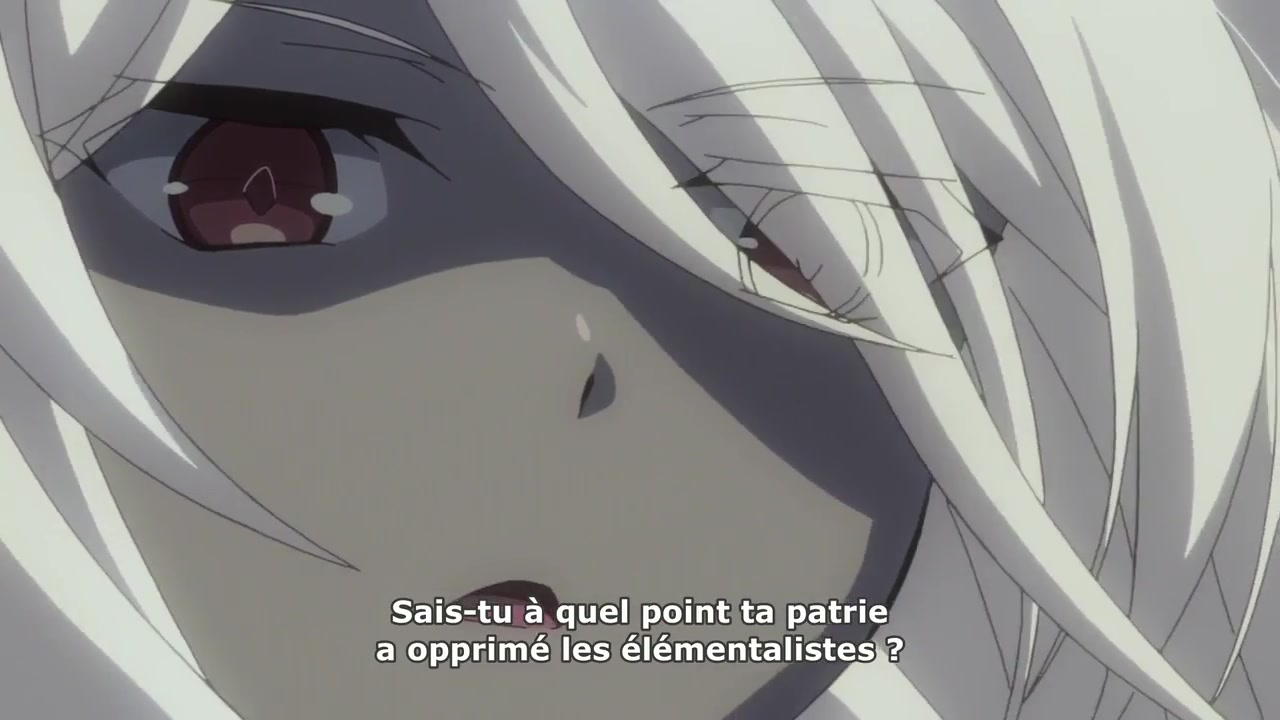 Sais-tu à quel point ta patrie
a opprimé les élémentalistes ?